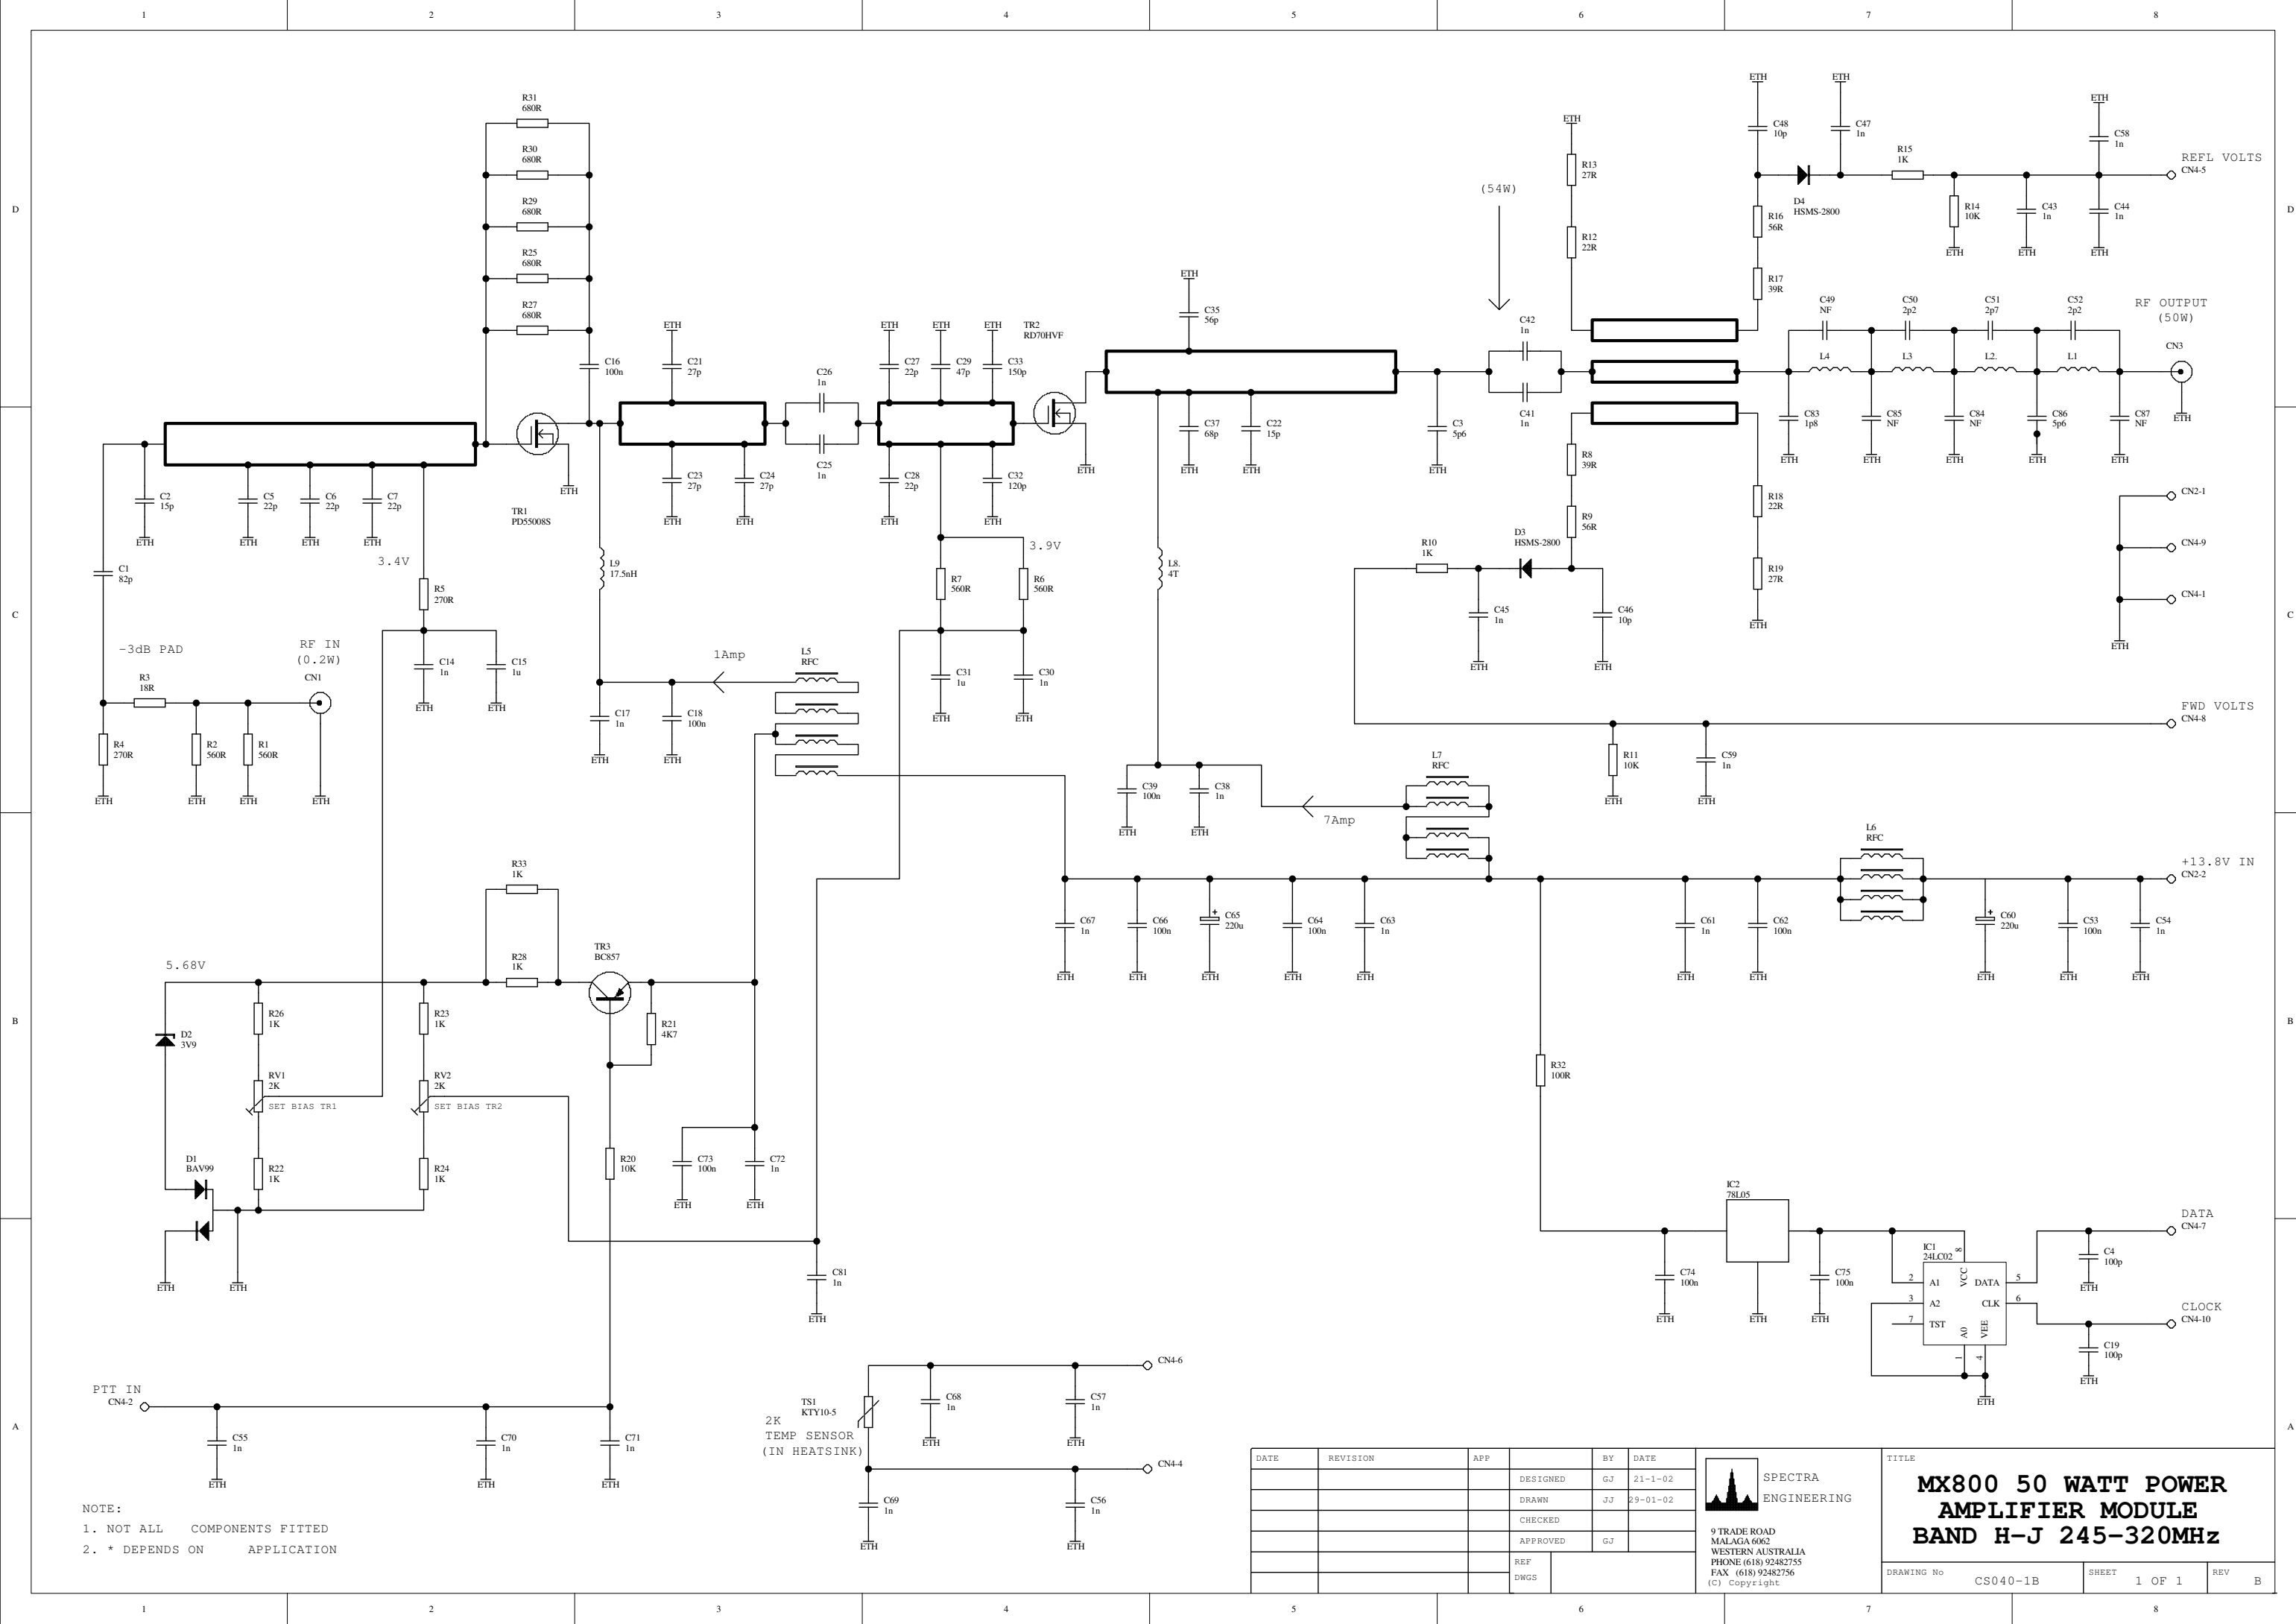 1 2 3 4 5 6 7 8
D
C
B
A
R31
680R
R30
680R
R29
680R
R25
680R
R27
680R
C16
100n
C21
27p
C26
1n
C27
22p
C29
47p
C33
150p
TR2
RD70HVF
C35
56p
(54W)
C42
1n
R13
27R
R12
22R
C48
10p
C47
1n
D4
HSMS-2800
R15
1K
C58
1n
REFL VOLTS
CN4-5
R16
56R
R14
10K
C43
1n
C44
1n
R17
39R
C49
NF
C50
2p2
C51
2p7
C52
2p2
RF OUTPUT
(50W)
CN3
L4
L3
L2.
L1
C2
15p
C5
22p
C6
22p
C7
22p
TR1
PD55008S
C23
27p
C24
27p
C25
1n
C28
22p
C32
120p
C37
68p
C22
15p
C3
5p6
C41
1n
R8
39R
C83
1p8
C85
NF
C84
NF
C86
5p6
C87
NF
R18
22R
CN2-1
CN4-9
CN4-1
3.4V
3.9V
C1
82p
R5
270R
L9
17.5nH
R7
560R
R6
560R
L8.
4T
R10
1K
D3
HSMS-2800
R9
56R
R19
27R
C45
1n
C46
10p
-3dB PAD
RF IN
(0.2W)
CN1
R3
18R
C14
1n
C15
1u
1Amp
L5
RFC
C31
1u
C30
1n
R4
270R
R2
560R
R1
560R
C17
1n
C18
100n
FWD VOLTS
CN4-8
R11
10K
C59
1n
C39
100n
C38
1n
7Amp
L7
RFC
L6
RFC
+13.8V IN
CN2-2
R33
1K
R28
1K
TR3
BC857
C67
1n
C66
100n
C65
220u
C64
100n
C63
1n
C61
1n
C62
100n
C60
220u
C53
100n
C54
1n
5.68V
D2
3V9
R26
1K
R23
1K
R21
4K7
RV1
2K
SET BIAS TR1
RV2
2K
SET BIAS TR2
R32
100R
D1
BAV99
R22
1K
R24
1K
R20
10K
C73
100n
C72
1n
C81
1n
IC2
78L05
C74
100n
C75
100n
IC1
24LC02
8
VCC
2 A1
DATA 5
3 A2
CLK 6
7 TST
A0 1
VEE 4
DATA
CN4-7
C4
100p
CLOCK
CN4-10
C19
100p
PTT IN
CN4-2
C55
1n
C70
1n
C71
1n
TS1
KTY10-5
2K
TEMP SENSOR
(IN HEATSINK)
C68
1n
C57
1n
CN4-6
CN4-4
C69
1n
C56
1n
ETH
NOTE:
1. NOT ALL COMPONENTS FITTED
2. * DEPENDS ON APPLICATION
DATE REVISION APP BY DATE
DESIGNED GJ 21-1-02
DRAWN JJ 29-01-02
CHECKED
APPROVED GJ
REF
DWGS
SPECTRA
ENGINEERING
9 TRADE ROAD
MALAGA 6062
WESTERN AUSTRALIA
PHONE (618) 92482755
FAX (618) 92482756
(C) Copyright
TITLE
MX800 50 WATT POWER
AMPLIFIER MODULE
BAND H-J 245-320MHz
DRAWING No CS040-1B
SHEET 1 OF 1
REV B
1 2 3 4 5 6 7 8